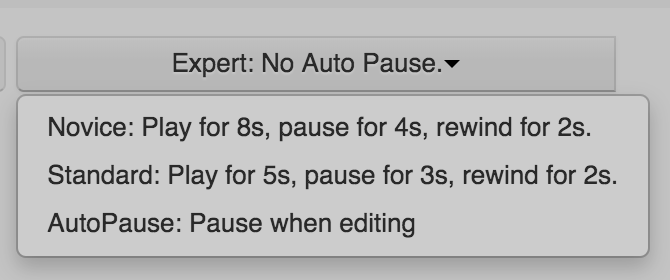 Expert: No Auto Pause.
Novice: Play for 8s, pause for 4s, rewind for 2s.
Standard: Play for 5s, pause for 3s, rewind for 2s.
AutoPause: Pause when editing